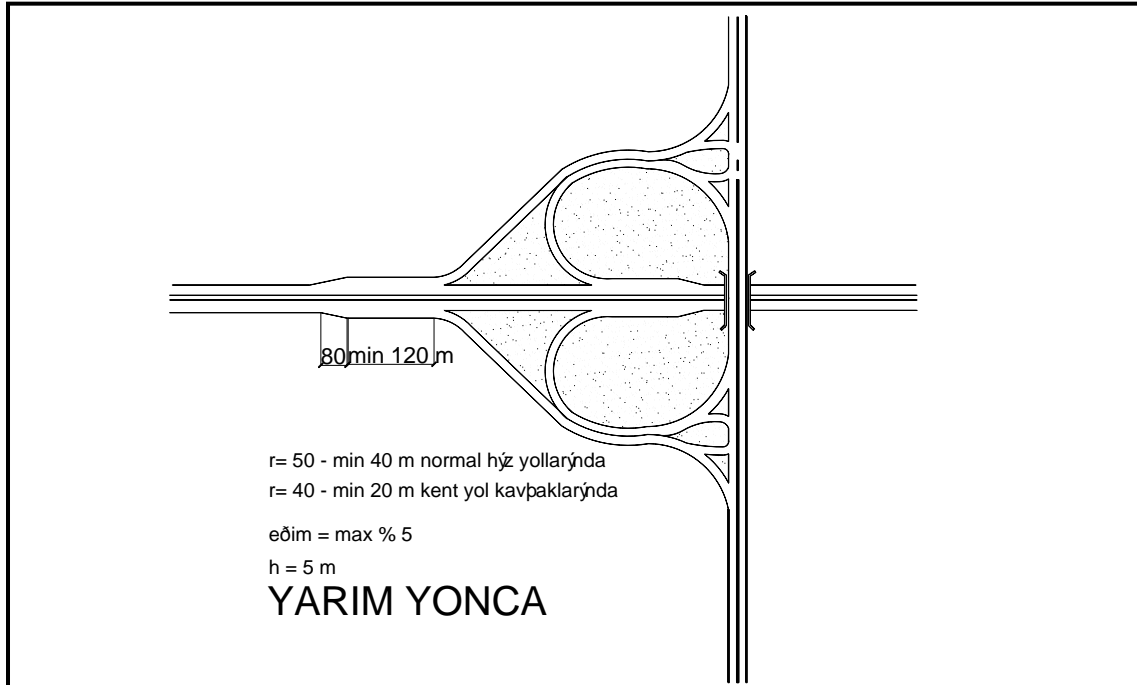 80 min 120 m
r= 50 - min 40 m normal hýz yollarýnda
r= 40 - min 20 m kent yol kavþaklarýnda
eðim = max % 5
h = 5 m
YARIM YONCA